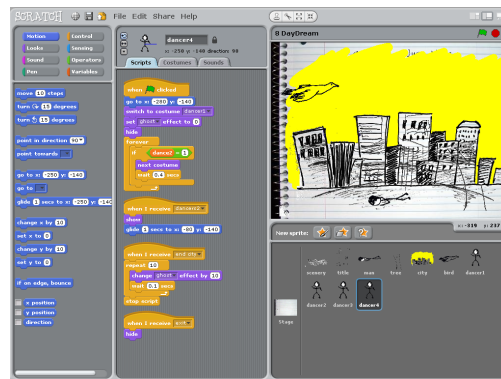 SCRATCH File Edit Share Help
Motion Control
Looks Sensing
Sound Operators
Pen Variables
move 10 steps
turn 15 degrees
turn 15 degrees
point in direction 90
point towards
go to x: -250 y: -140
go to
glide 1 secs to x: -250 y: -140
change x by 10
set x to 0
change y by 10
set y to 0
if on edge, bounce
x position
y position
direction
dancer4
x: -250 y: -140 direction: 90
Scripts Costumes Sounds
when clicked
go to x: -280 y: -140
switch to costume
set ghost effect to 0
hide
forever
if dance2 = 1
next costume
wait 0.4 secs
when I receive
show
glide 1 secs to x: -80 y: -140
when I receive end city
repeat 10
change ghost effect by 10
wait 0.1 secs
stop script
when I receive
hide
8 DayDream
x: -319 y: 237
New sprite:
scenery title man tree city bird dancer1
dancer2 dancer3 dancer4
Stage